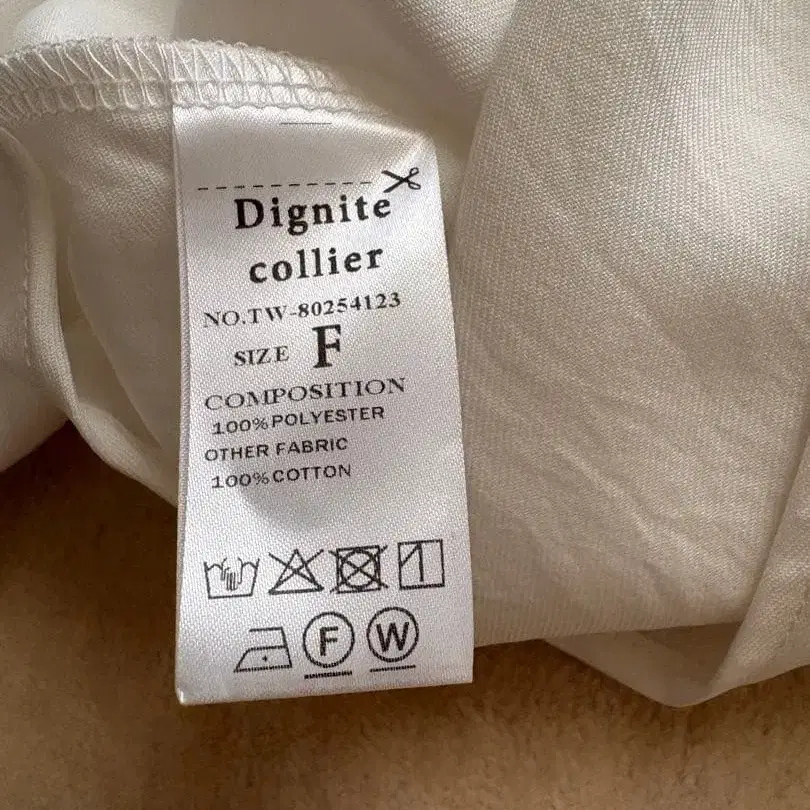 Dignite
collier
NO.TW-80254123
SIZE F
COMPOSITION
100%POLYESTER
OTHER FABRIC
100%COTTON
F W